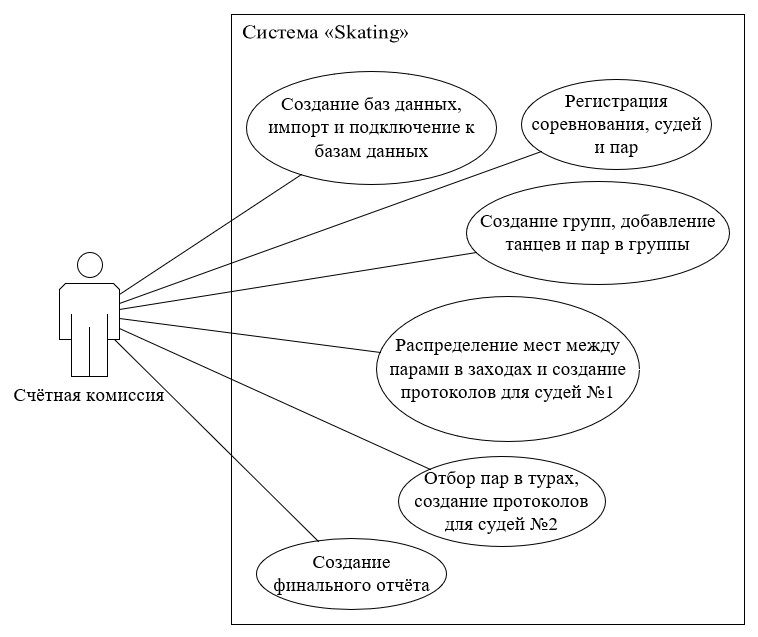 Система «Skating»
Создание баз данных,
импорт и подключение к
базам данных
Регистрация
соревнования, судей
и пар
Создание групп, добавление
танцев и пар в группы
Распределение мест между
парами в заходах и создание
протоколов для судей №1
Счётная комиссия
Отбор пар в турах,
создание протоколов
для судей №2
Создание
финального отчёта